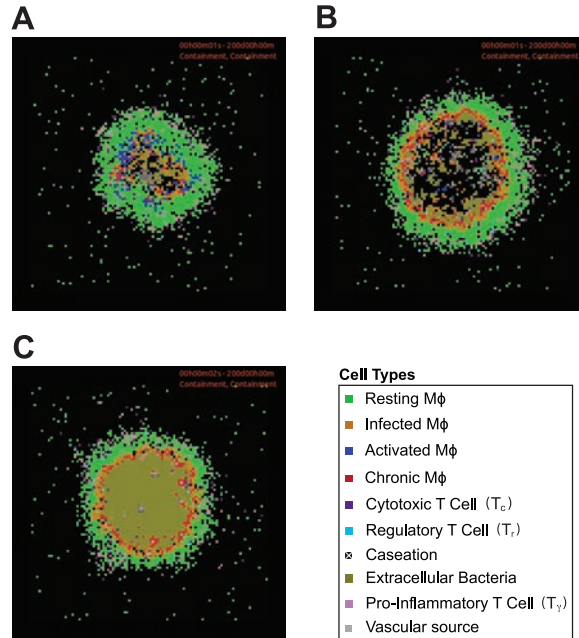 A
00h00m01s - 200d00h00m
Containment, Containment
B
00h00m01s - 200d00h00m
Containment, Containment
C
00h00m02s - 200d00h00m
Containment, Containment
Cell Types
Resting Mϕ
Infected Mϕ
Activated Mϕ
Chronic Mϕ
Cytotoxic T Cell (Tc)
Regulatory T Cell (Tr)
Caseation
Extracellular Bacteria
Pro-Inflammatory T Cell (Tγ)
Vascular source